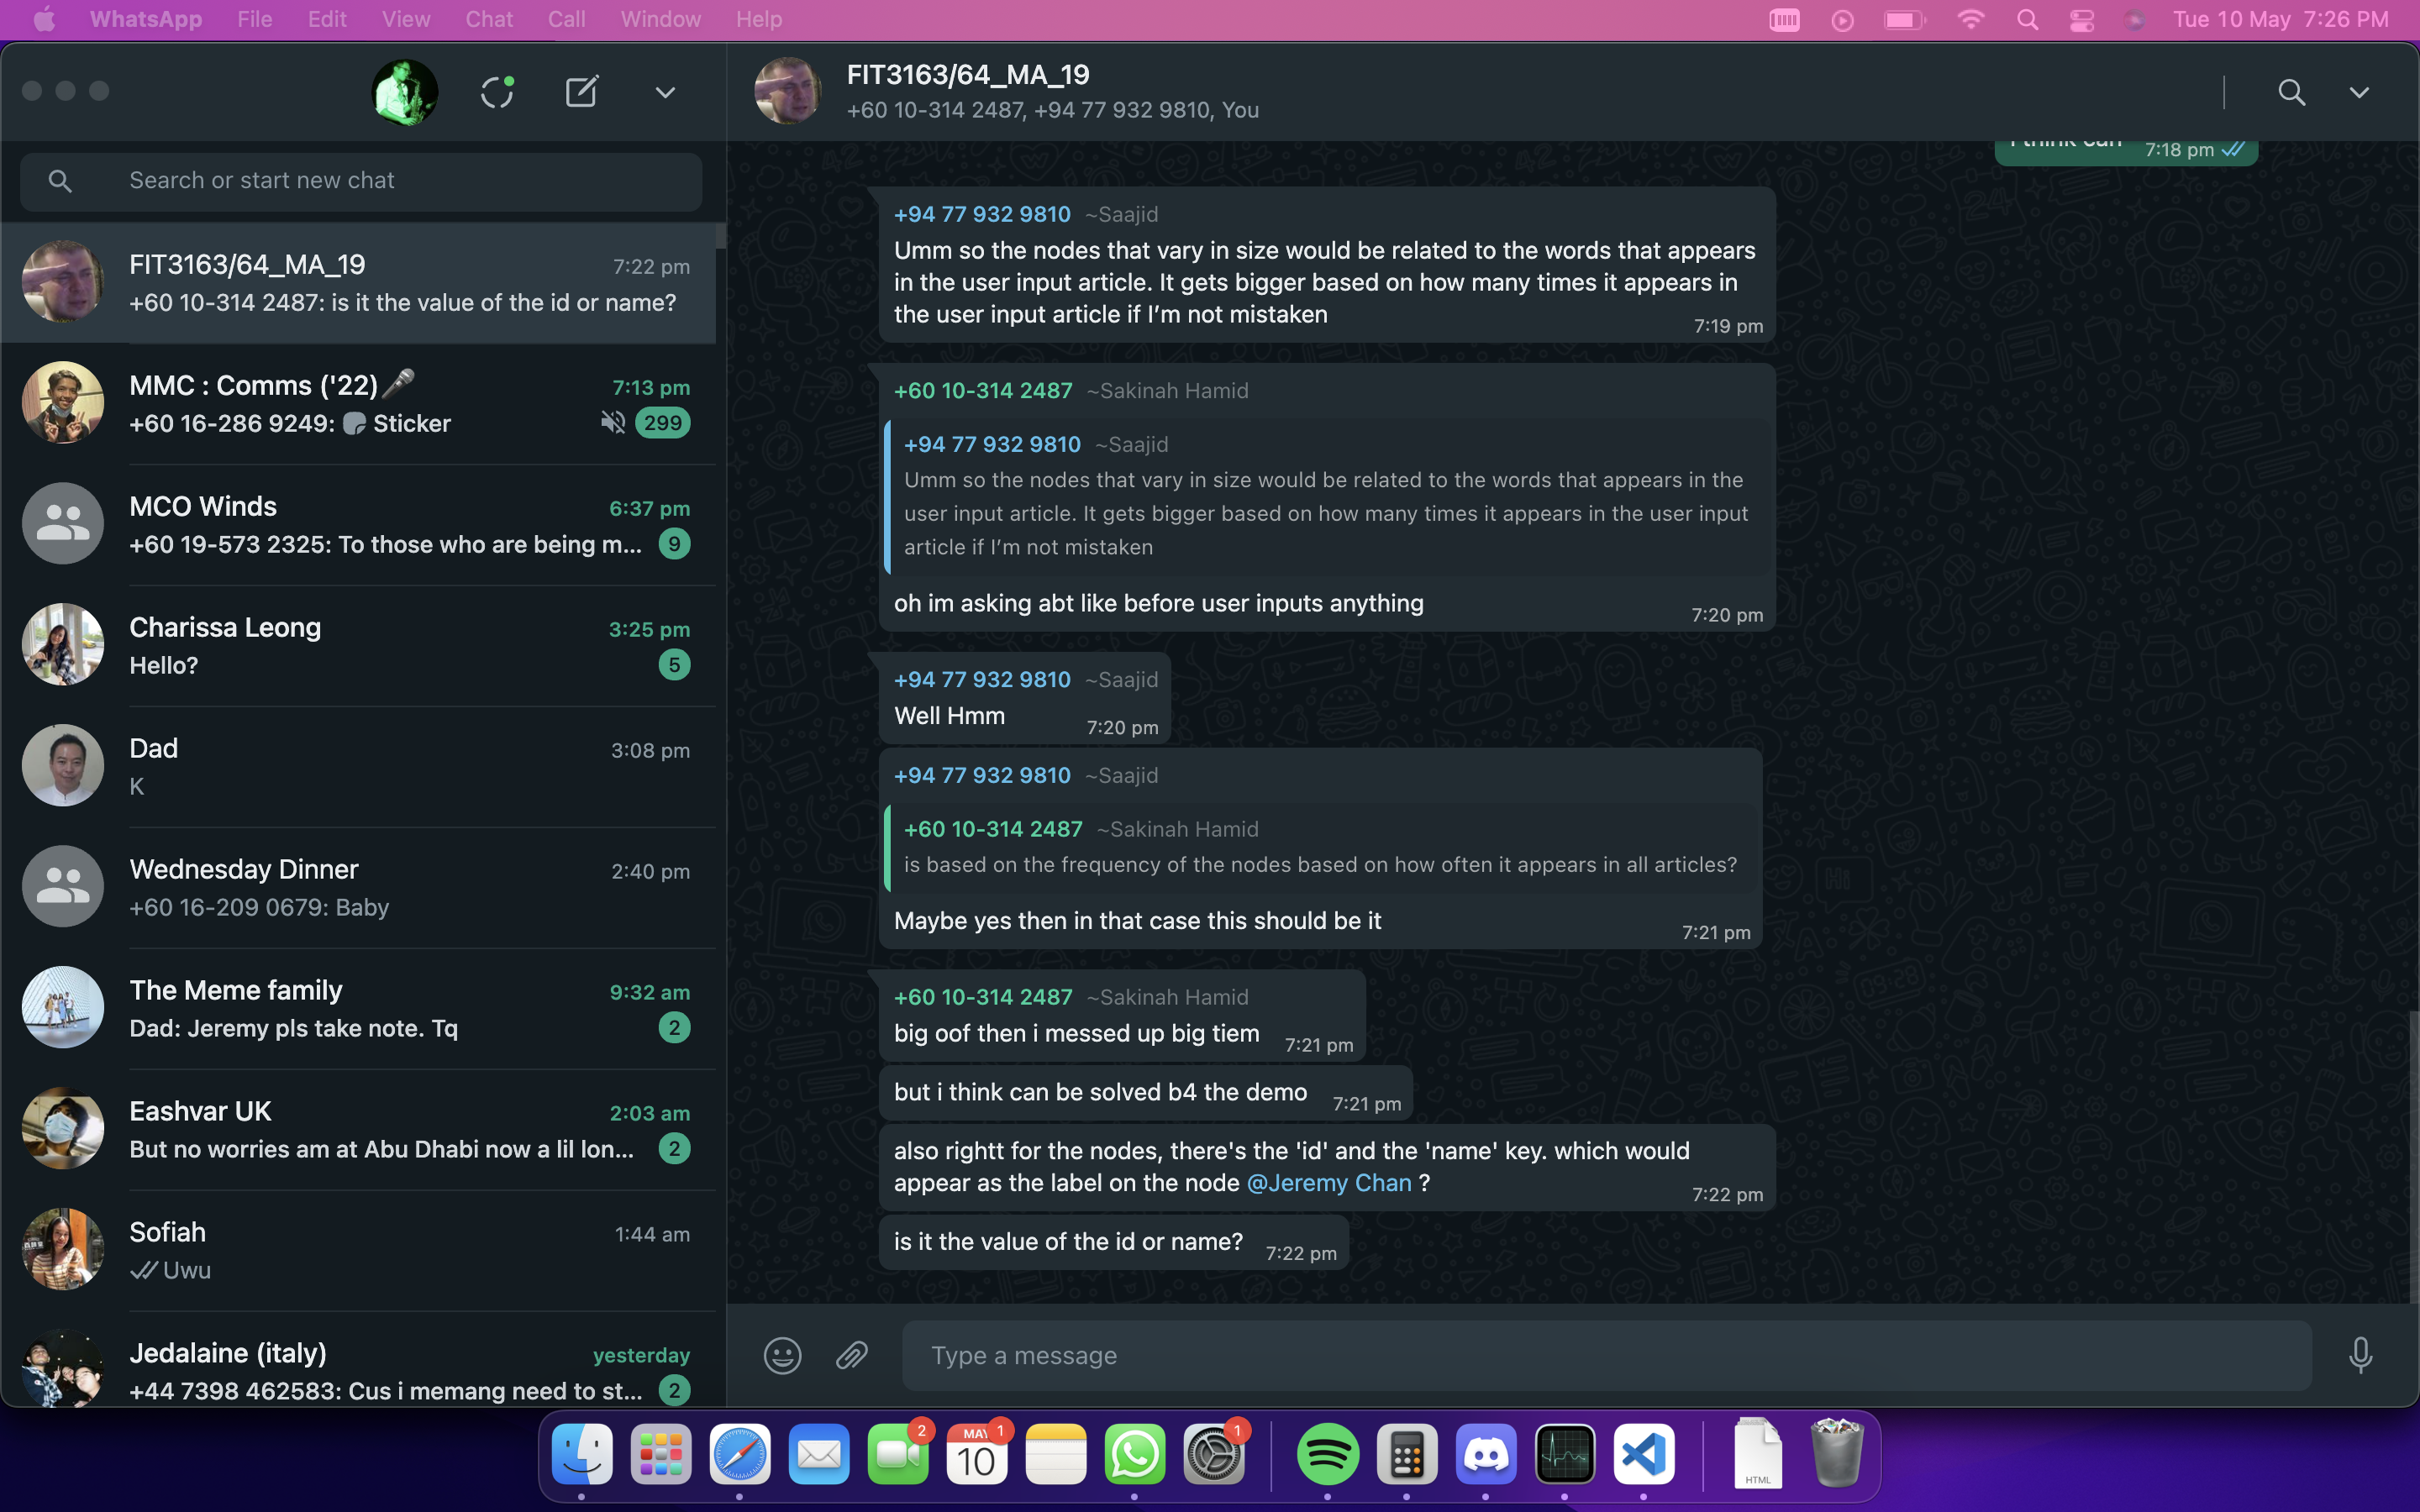 WhatsApp File Edit View Chat Call Window Help
Tue 10 May 7:26 PM
Search or start new chat
FIT3163/64_MA_19
7:22 pm
+60 10-314 2487: is it the value of the id or name?
MMC : Comms ('22)🎤
7:13 pm
+60 16-286 9249: Sticker
299
MCO Winds
6:37 pm
+60 19-573 2325: To those who are being m...
9
Charissa Leong
3:25 pm
Hello?
5
Dad
3:08 pm
K
Wednesday Dinner
2:40 pm
+60 16-209 0679: Baby
The Meme family
9:32 am
Dad: Jeremy pls take note. Tq
2
Eashvar UK
2:03 am
But no worries am at Abu Dhabi now a lil lon...
2
Sofiah
1:44 am
Uwu
Jedalaine (italy)
yesterday
+44 7398 462583: Cus i memang need to st...
2
FIT3163/64_MA_19
+60 10-314 2487, +94 77 932 9810, You
I think can
7:18 pm
+94 77 932 9810 ~Saajid
Umm so the nodes that vary in size would be related to the words that appears
in the user input article. It gets bigger based on how many times it appears in
the user input article if I'm not mistaken
7:19 pm
+60 10-314 2487 ~Sakinah Hamid
+94 77 932 9810 ~Saajid
Umm so the nodes that vary in size would be related to the words that appears in the
user input article. It gets bigger based on how many times it appears in the user input
article if I'm not mistaken
oh im asking abt like before user inputs anything
7:20 pm
+94 77 932 9810 ~Saajid
Well Hmm
7:20 pm
+94 77 932 9810 ~Saajid
+60 10-314 2487 ~Sakinah Hamid
is based on the frequency of the nodes based on how often it appears in all articles?
Maybe yes then in that case this should be it
7:21 pm
+60 10-314 2487 ~Sakinah Hamid
big oof then i messed up big tiem
7:21 pm
but i think can be solved b4 the demo
7:21 pm
also rightt for the nodes, there's the 'id' and the 'name' key. which would
appear as the label on the node @Jeremy Chan ?
7:22 pm
is it the value of the id or name?
7:22 pm
Type a message
2
MAY
10
1
1
HTML